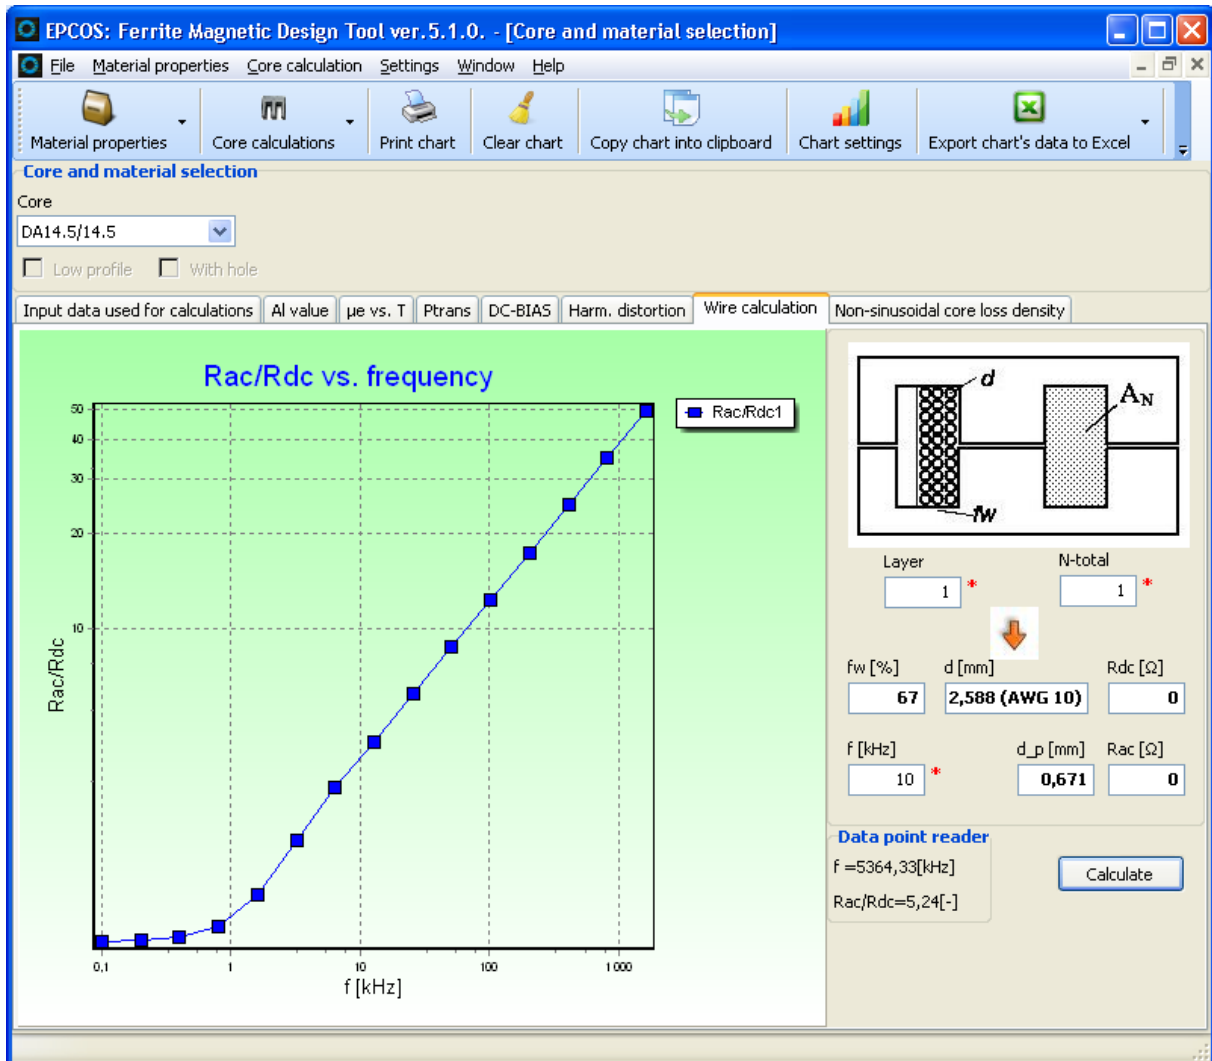 EPCOS: Ferrite Magnetic Design Tool ver.5.1.0. - [Core and material selection]
File Material properties Core calculation Settings Window Help
Material properties Core calculations Print chart Clear chart Copy chart into clipboard Chart settings Export chart's data to Excel
Core and material selection
Core
DA14.5/14.5
Low profile With hole
Input data used for calculations Al value µe vs. T Ptrans DC-BIAS Harm. distortion Wire calculation Non-sinusoidal core loss density
Rac/Rdc vs. frequency
Rac/Rdc1
50
40
30
20
10
Rac/Rdc
0,1 1 10 100 1 000
f [kHz]
d
AN
fw
Layer N-total
1 * 1 *
fw [%] d [mm] Rdc [Ω]
67 2,588 (AWG 10) 0
f [kHz] d_p [mm] Rac [Ω]
10 * 0,671 0
Data point reader
f =5364,33[kHz]
Rac/Rdc=5,24[-]
Calculate